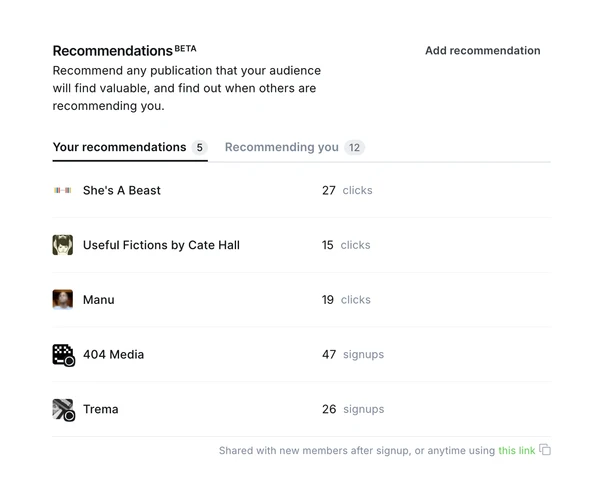 Recommendations BETA
Add recommendation
Recommend any publication that your audience
will find valuable, and find out when others are
recommending you.
Your recommendations 5 Recommending you 12
She's A Beast 27 clicks
Useful Fictions by Cate Hall 15 clicks
Manu 19 clicks
404 Media 47 signups
Trema 26 signups
Shared with new members after signup, or anytime using this link